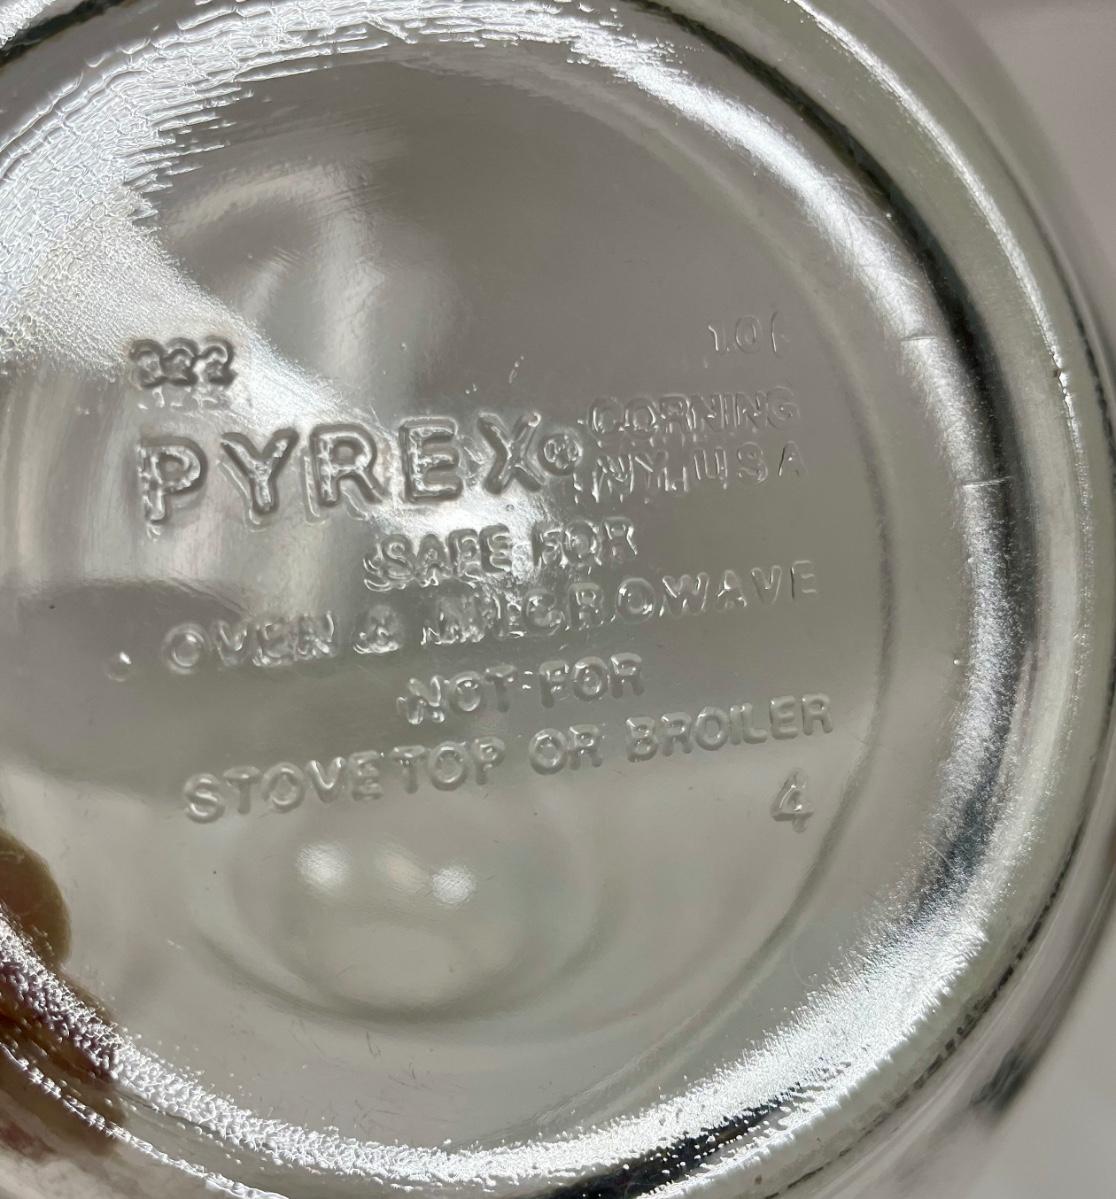 322
PYREX® CORNING
NY, USA
SAFE FOR
OVEN & MICROWAVE
NOT FOR
STOVETOP OR BROILER
4